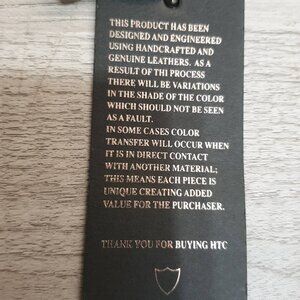 THIS PRODUCT HAS BEEN
DESIGNED AND ENGINEERED
USING HANDCRAFTED AND
GENUINE LEATHERS. AS A
RESULT OF THI PROCESS
THERE WILL BE VARIATIONS
IN THE SHADE OF THE COLOR
WHICH SHOULD NOT BE SEEN
AS A FAULT.
IN SOME CASES COLOR
TRANSFER WILL OCCUR WHEN
IT IS IN DIRECT CONTACT
WITH ANOTHER MATERIAL;
THIS MEANS EACH PIECE IS
UNIQUE CREATING ADDED
VALUE FOR THE PURCHASER.
THANK YOU FOR BUYING HTC